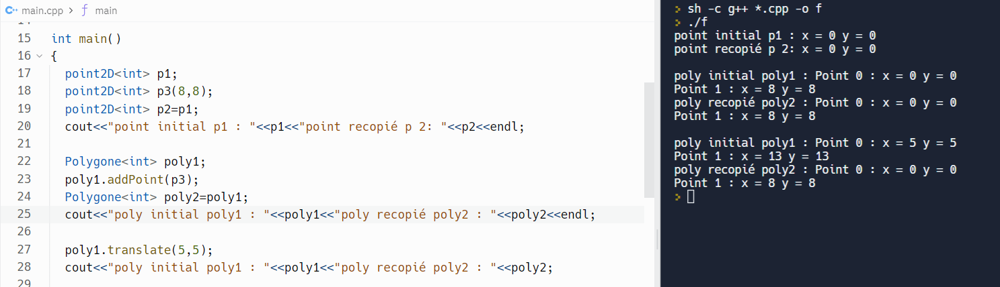 main.cpp > f main
14
15 int main()
16 {
17 point2D<int> p1;
18 point2D<int> p3(8,8);
19 point2D<int> p2=p1;
20 cout<<"point initial p1 : "<<p1<<"point recopié p 2: "<<p2<<endl;
21
22 Polygone<int> poly1;
23 poly1.addPoint(p3);
24 Polygone<int> poly2=poly1;
25 cout<<"poly initial poly1 : "<<poly1<<"poly recopié poly2 : "<<poly2<<endl;
26
27 poly1.translate(5,5);
28 cout<<"poly initial poly1 : "<<poly1<<"poly recopié poly2 : "<<poly2;
29
> sh -c g++ *.cpp -o f
> ./f
point initial p1 : x = 0 y = 0
point recopié p 2: x = 0 y = 0
poly initial poly1 : Point 0 : x = 0 y = 0
Point 1 : x = 8 y = 8
poly recopié poly2 : Point 0 : x = 0 y = 0
Point 1 : x = 8 y = 8
poly initial poly1 : Point 0 : x = 5 y = 5
Point 1 : x = 13 y = 13
poly recopié poly2 : Point 0 : x = 0 y = 0
Point 1 : x = 8 y = 8
>